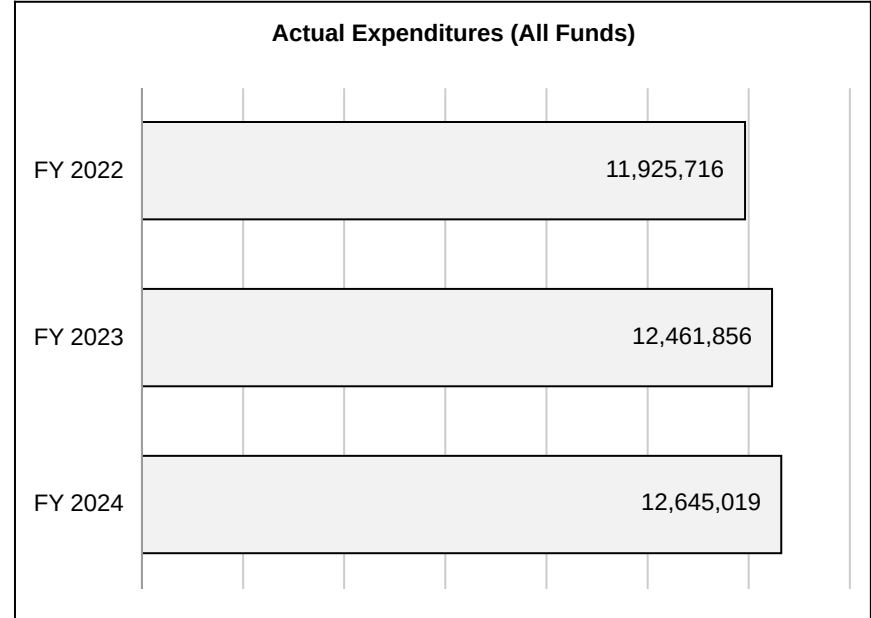 Actual Expenditures (All Funds)
FY 2022
11,925,716
FY 2023
12,461,856
FY 2024
12,645,019